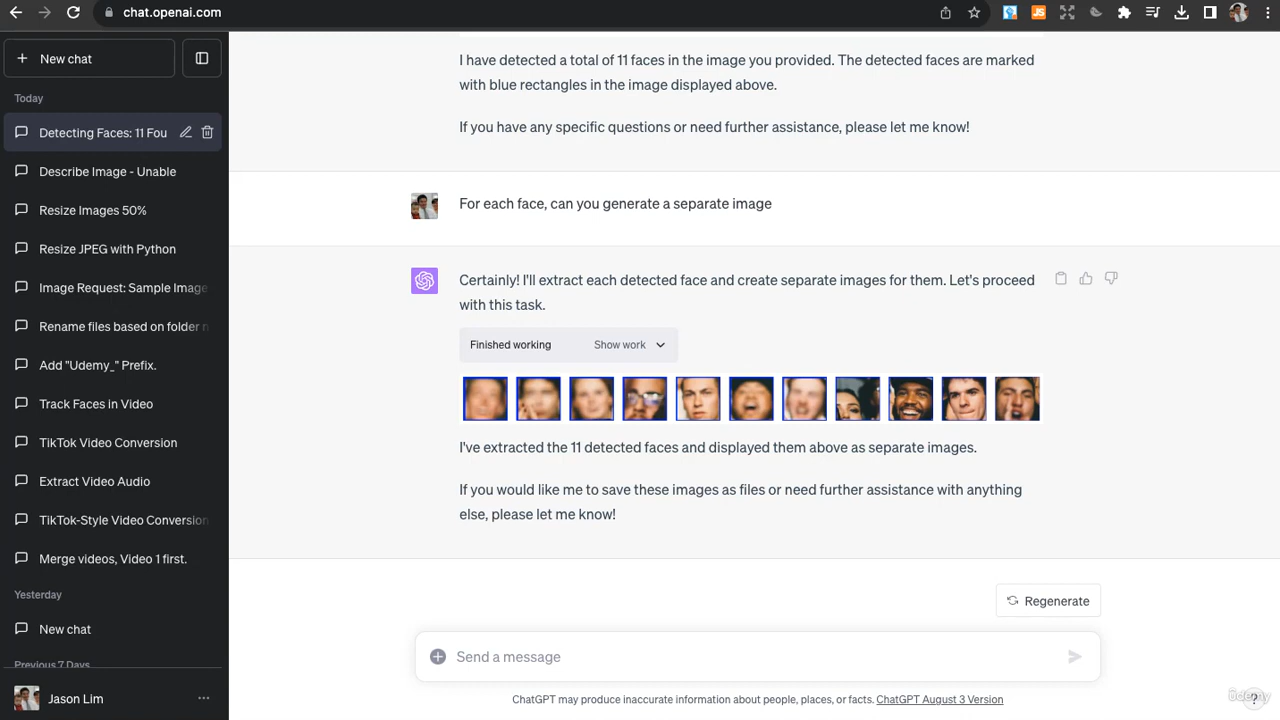 chat.openai.com
New chat
Today
Detecting Faces: 11 Fou
Describe Image - Unable
Resize Images 50%
Resize JPEG with Python
Image Request: Sample Image
Rename files based on folder n
Add "Udemy_" Prefix.
Track Faces in Video
TikTok Video Conversion
Extract Video Audio
TikTok-Style Video Conversion
Merge videos, Video 1 first.
Yesterday
New chat
Previous 7 Days
Jason Lim
I have detected a total of 11 faces in the image you provided. The detected faces are marked
with blue rectangles in the image displayed above.
If you have any specific questions or need further assistance, please let me know!
For each face, can you generate a separate image
Certainly! I'll extract each detected face and create separate images for them. Let's proceed
with this task.
Finished working Show work
I've extracted the 11 detected faces and displayed them above as separate images.
If you would like me to save these images as files or need further assistance with anything
else, please let me know!
Regenerate
Send a message
ChatGPT may produce inaccurate information about people, places, or facts. ChatGPT August 3 Version
ûdemy
?
JS